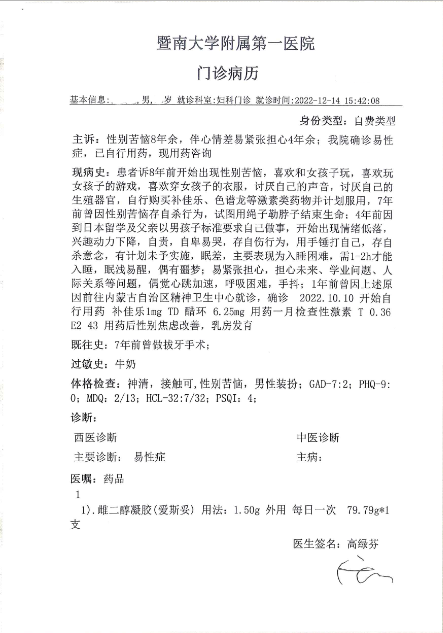 暨南大学附属第一医院
门诊病历
基本信息: 男, 岁 就诊科室:妇科门诊 就诊时间:2022-12-14 15:42:08
身份类型: 自费类型
主诉: 性别苦恼8年余, 伴心情差易紧张担心4年余; 我院确诊易性
症, 已自行用药, 现用药咨询
现病史: 患者诉8年前开始出现性别苦恼, 喜欢和女孩子玩, 喜欢玩
女孩子的游戏, 喜欢穿女孩子的衣服, 讨厌自己的声音, 讨厌自己的
生殖器官, 自行购买补佳乐、色谱龙等激素类药物并计划服用, 7年
前曾因性别苦恼存自杀行为, 试图用绳子勒脖子结束生命; 4年前因
到日本留学及父亲以男孩子标准要求自己做事, 开始出现情绪低落,
兴趣动力下降, 自责, 自卑易哭, 存自伤行为, 用手锤打自己, 存自
杀意念, 有计划未予实施, 眠差, 主要表现为入睡困难, 需1-2h才能
入睡, 眠浅易醒, 偶有噩梦; 易紧张担心, 担心未来、学业问题、人
际关系等问题, 偶觉心跳加速, 呼吸困难, 手抖; 1年前曾因上述原
因前往内蒙古自治区精神卫生中心就诊, 确诊 2022.10.10 开始自
行用药 补佳乐1mg TD 醋环 6.25mg 用药一月检查性激素 T 0.36
E2 43 用药后性别焦虑改善, 乳房发育
既往史: 7年前曾做拔牙手术;
过敏史: 牛奶
体格检查: 神清, 接触可,性别苦恼, 男性装扮; GAD-7:2; PHQ-9:
0; MDQ: 2/13; HCL-32:7/32; PSQI: 4;
诊断:
西医诊断 中医诊断
主要诊断: 易性症 主病:
医嘱: 药品
1
1).雌二醇凝胶(爱斯妥) 用法: 1.50g 外用 每日一次 79.79g*1
支
医生签名: 高绿芬